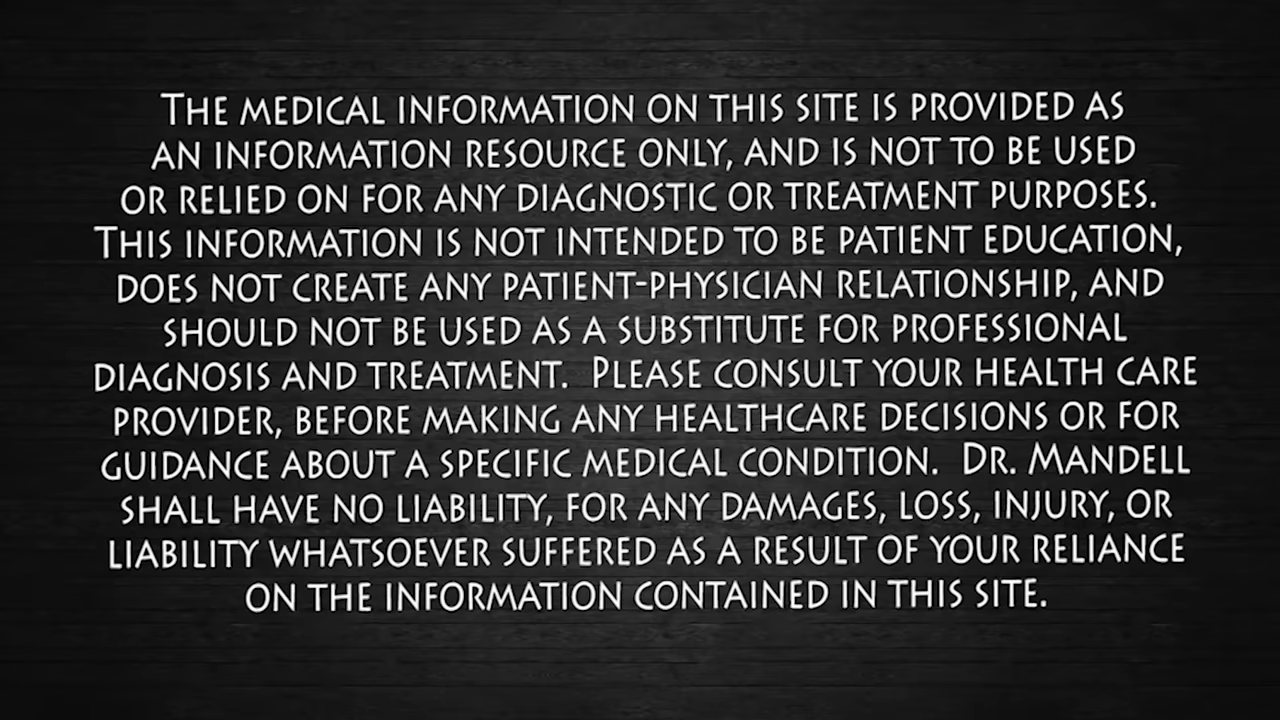 The medical information on this site is provided as
an information resource only, and is not to be used
or relied on for any diagnostic or treatment purposes.
This information is not intended to be patient education,
does not create any patient-physician relationship, and
should not be used as a substitute for professional
diagnosis and treatment. Please consult your health care
provider, before making any healthcare decisions or for
guidance about a specific medical condition. Dr. Mandell
shall have no liability, for any damages, loss, injury, or
liability whatsoever suffered as a result of your reliance
on the information contained in this site.